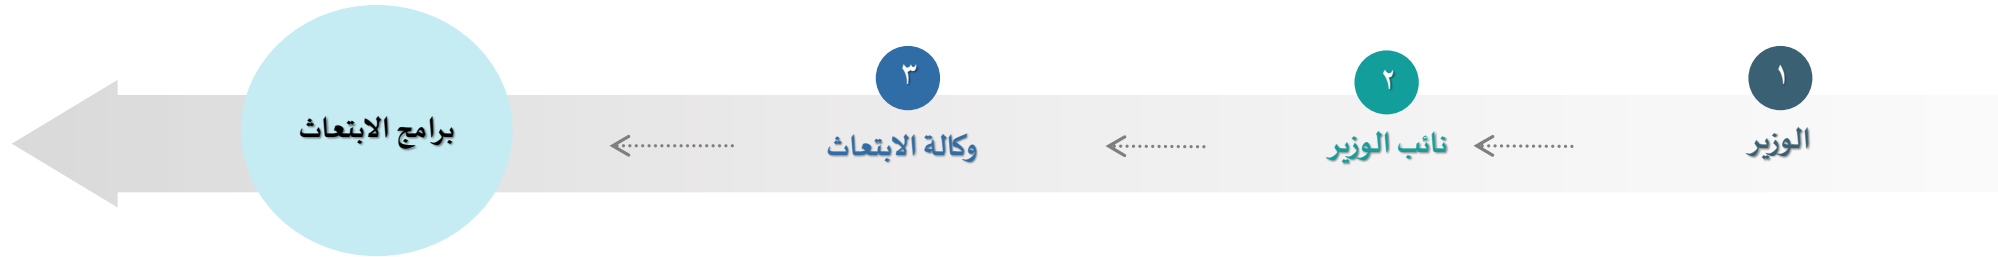 ١
الوزير
٢
نائب الوزير
٣
وكالة الابتعاث
برامج الابتعاث